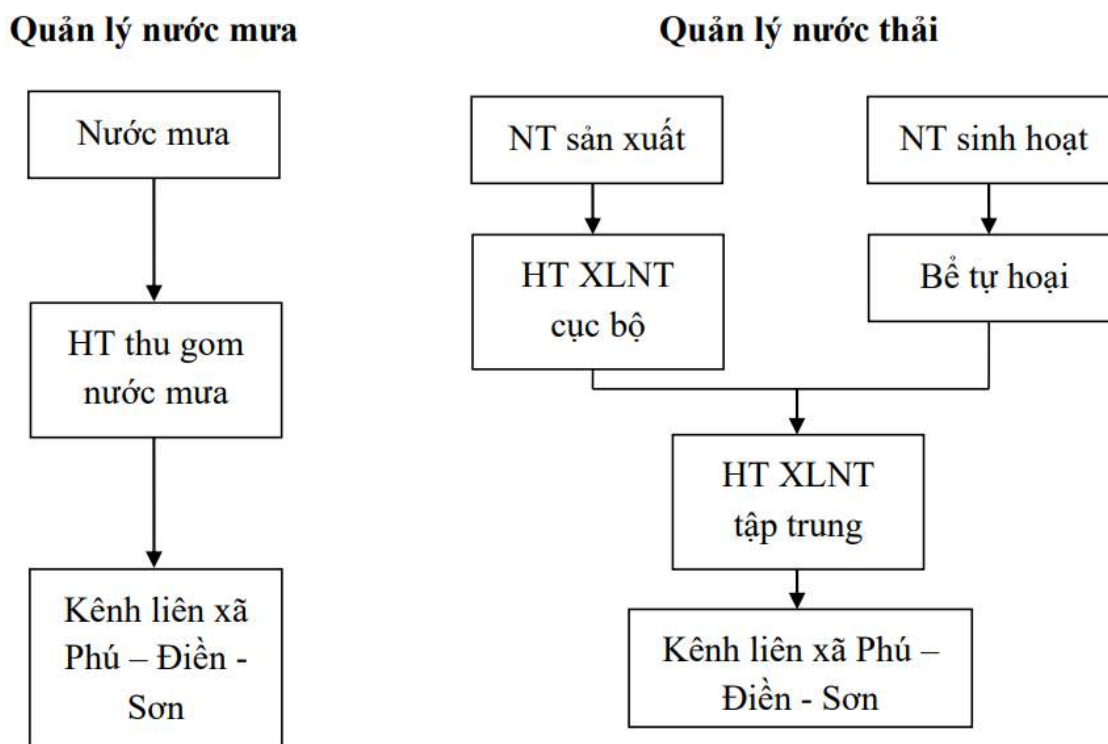 Quản lý nước mưa
Nước mưa
HT thu gom
nước mưa
Kênh liên xã
Phú – Điền -
Sơn
Quản lý nước thải
NT sản xuất
NT sinh hoạt
HT XLNT
cục bộ
Bể tự hoại
HT XLNT
tập trung
Kênh liên xã Phú –
Điền - Sơn